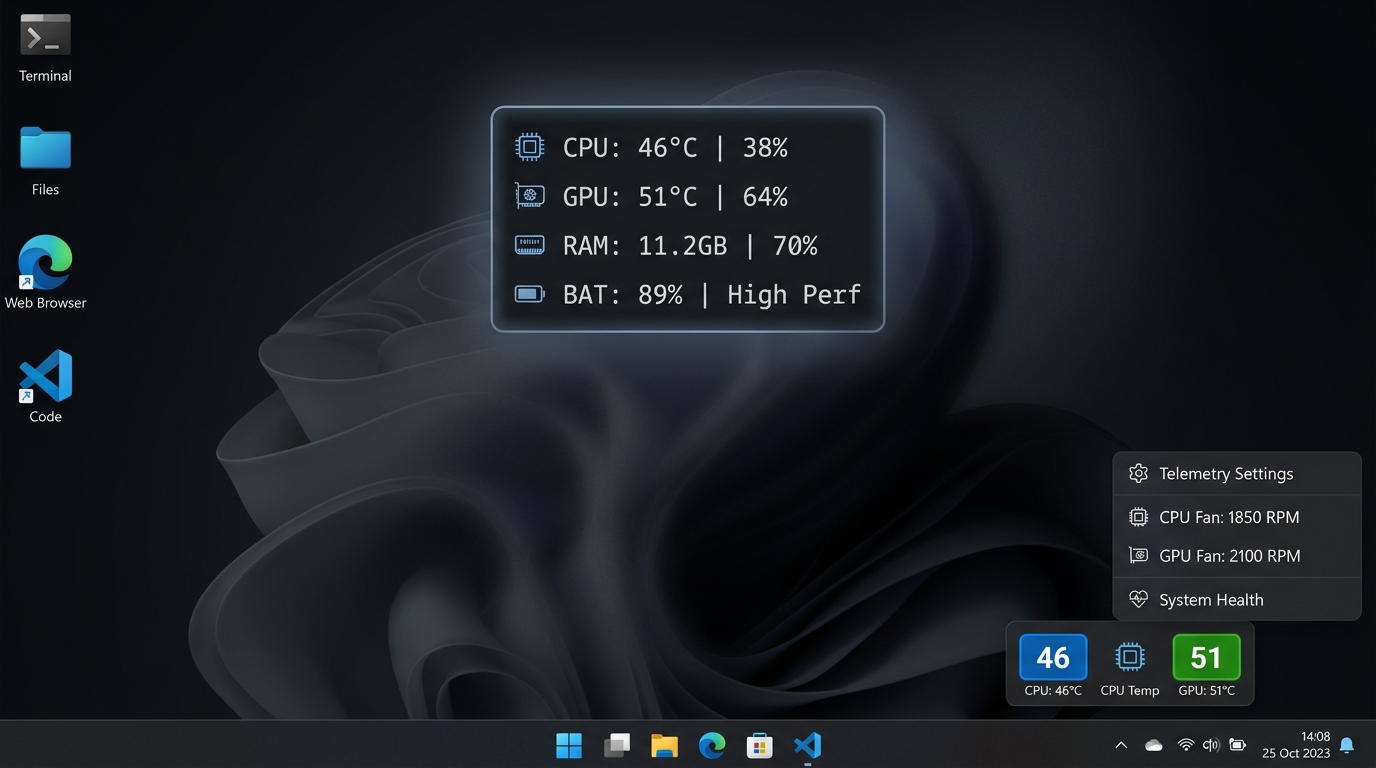 Terminal
Files
Web Browser
Code
CPU: 46°C | 38%
GPU: 51°C | 64%
RAM: 11.2GB | 70%
BAT: 89% | High Perf
Telemetry Settings
CPU Fan: 1850 RPM
GPU Fan: 2100 RPM
System Health
46
51
CPU: 46°C
CPU Temp
GPU: 51°C
14:08
25 Oct 2023